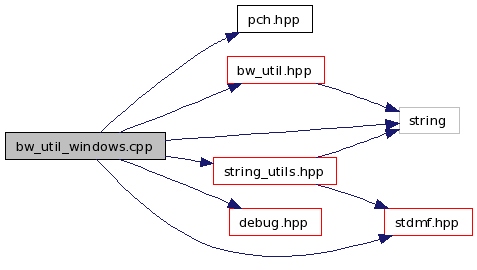 pch.hpp
bw_util.hpp
string
bw_util_windows.cpp
string_utils.hpp
debug.hpp
stdmf.hpp